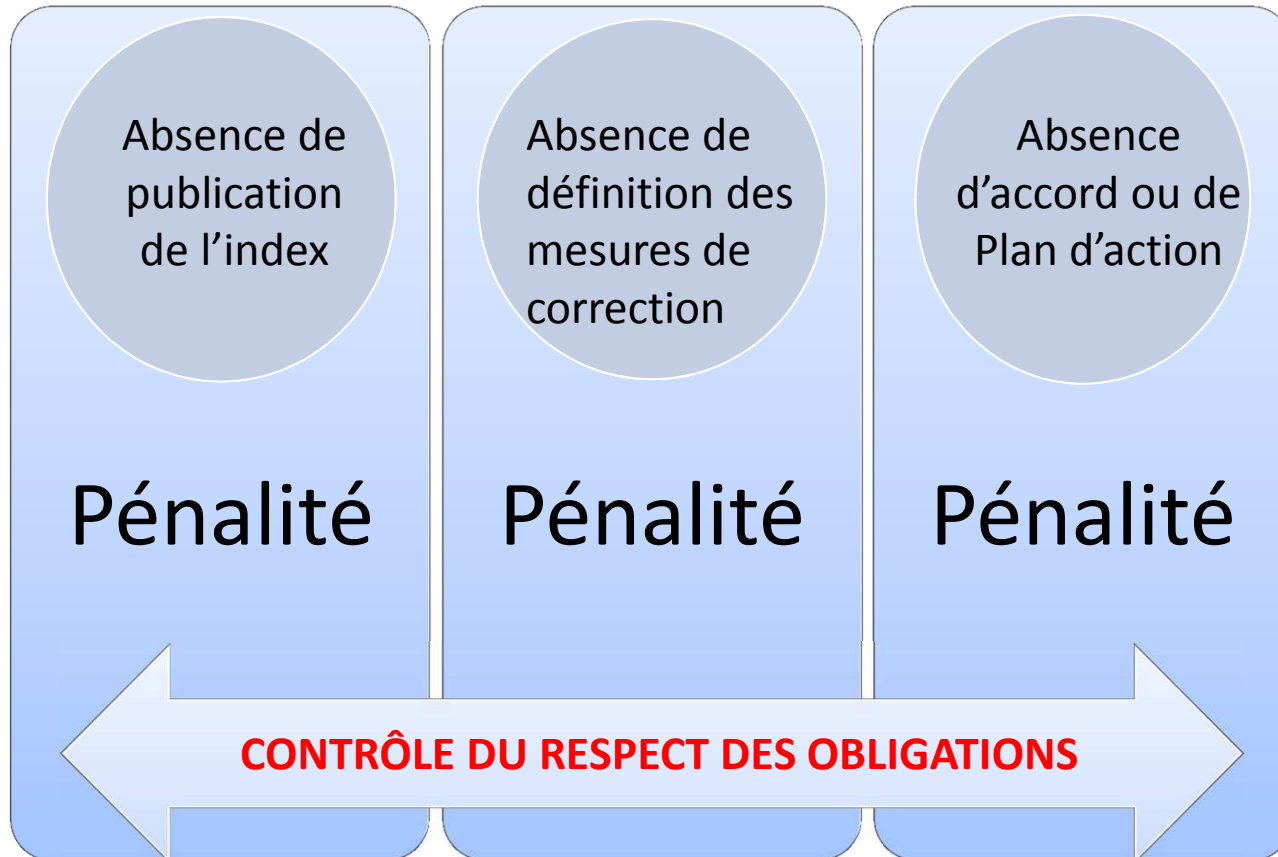 Absence de
publication
de l’index
Absence de
définition des
mesures de
correction
Absence
d’accord ou de
Plan d’action
Pénalité
Pénalité
Pénalité
CONTRÔLE DU RESPECT DES OBLIGATIONS